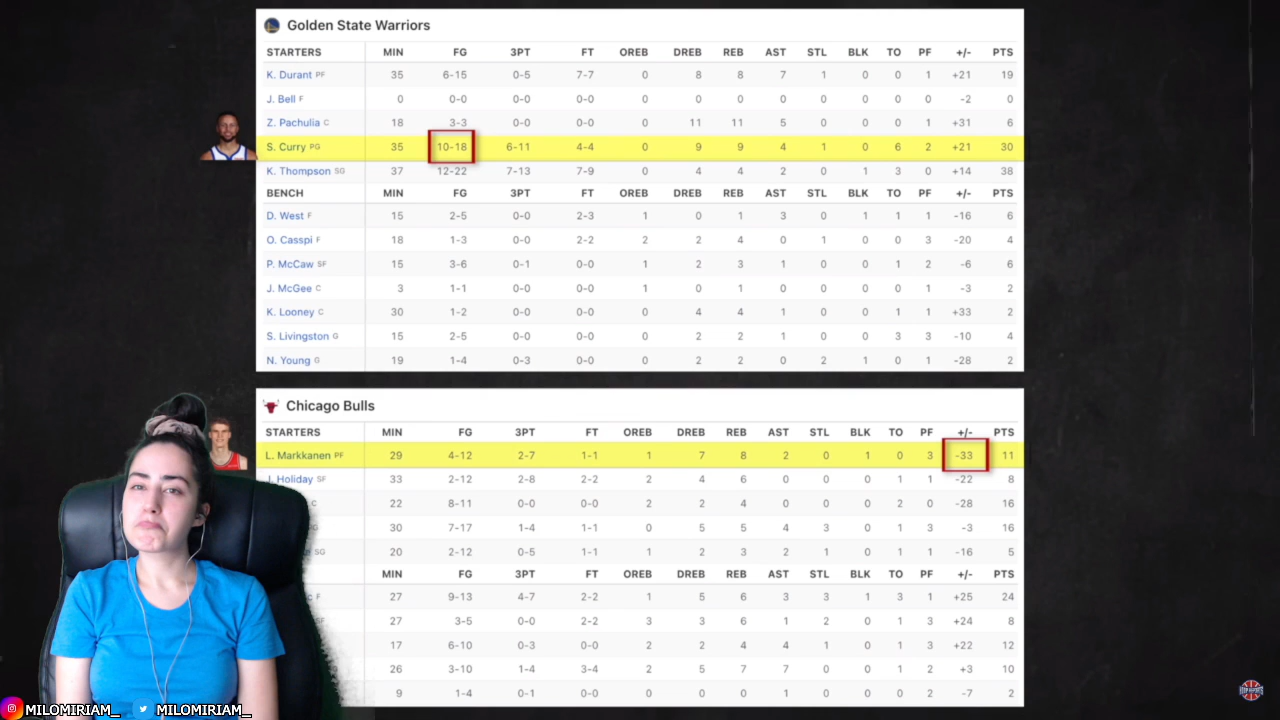 Golden State Warriors
STARTERS MIN FG 3PT FT OREB DREB REB AST STL BLK TO PF +/- PTS
K. Durant PF 35 6-15 0-5 7-7 0 8 8 7 1 0 0 1 +21 19
J. Bell F 0 0-0 0-0 0-0 0 0 0 0 0 0 0 0 -2 0
Z. Pachulia C 18 3-3 0-0 0-0 0 11 11 5 0 0 0 1 +31 6
S. Curry PG 35 10-18 6-11 4-4 0 9 9 4 1 0 6 2 +21 30
K. Thompson SG 37 12-22 7-13 7-9 0 4 4 2 0 1 3 0 +14 38
BENCH MIN FG 3PT FT OREB DREB REB AST STL BLK TO PF +/- PTS
D. West F 15 2-5 0-0 2-3 1 0 1 3 0 1 1 1 -16 6
O. Casspi F 18 1-3 0-0 2-2 2 2 4 0 1 0 0 3 -20 4
P. McCaw SF 15 3-6 0-1 0-0 1 2 3 1 0 0 1 2 -6 6
J. McGee C 3 1-1 0-0 0-0 1 0 1 0 0 0 0 1 -3 2
K. Looney C 30 1-2 0-0 0-0 0 4 4 1 0 0 1 1 +33 2
S. Livingston G 15 2-5 0-0 0-0 0 2 2 1 0 0 3 3 -10 4
N. Young G 19 1-4 0-3 0-0 0 2 2 0 2 1 0 1 -28 2
Chicago Bulls
STARTERS MIN FG 3PT FT OREB DREB REB AST STL BLK TO PF +/- PTS
L. Markkanen PF 29 4-12 2-7 1-1 1 7 8 2 0 1 0 3 -33 11
J. Holiday SF 33 2-12 2-8 2-2 2 4 6 0 0 0 1 1 -22 8
C 22 8-11 0-0 0-0 2 2 4 0 0 0 2 0 -28 16
30 7-17 1-4 1-1 0 5 5 4 3 0 1 3 -3 16
SG 20 2-12 0-5 1-1 1 2 3 2 1 0 1 1 -16 5
MIN FG 3PT FT OREB DREB REB AST STL BLK TO PF +/- PTS
F 27 9-13 4-7 2-2 1 5 6 3 3 1 3 1 +25 24
27 3-5 0-0 2-2 3 3 6 1 2 0 1 3 +24 8
17 6-10 0-3 0-0 2 2 4 4 1 0 1 3 +22 12
26 3-10 1-4 3-4 2 5 7 7 0 0 1 2 +3 10
9 1-4 0-1 0-0 0 0 0 1 0 0 0 2 -7 2
MILOMIRIAM_ MILOMIRIAM_